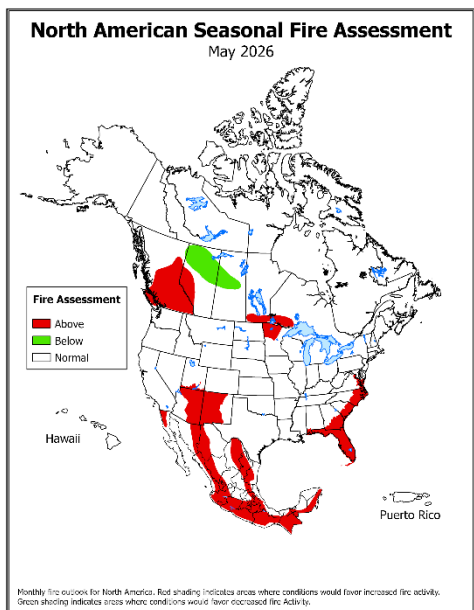 North American Seasonal Fire Assessment
May 2026
Fire Assessment
Above
Below
Normal
Hawaii
Puerto Rico
Monthly fire outlook for North America. Red shading indicates areas where conditions would favor increased fire activity.
Green shading indicates areas where conditions would favor decreased fire Activity.